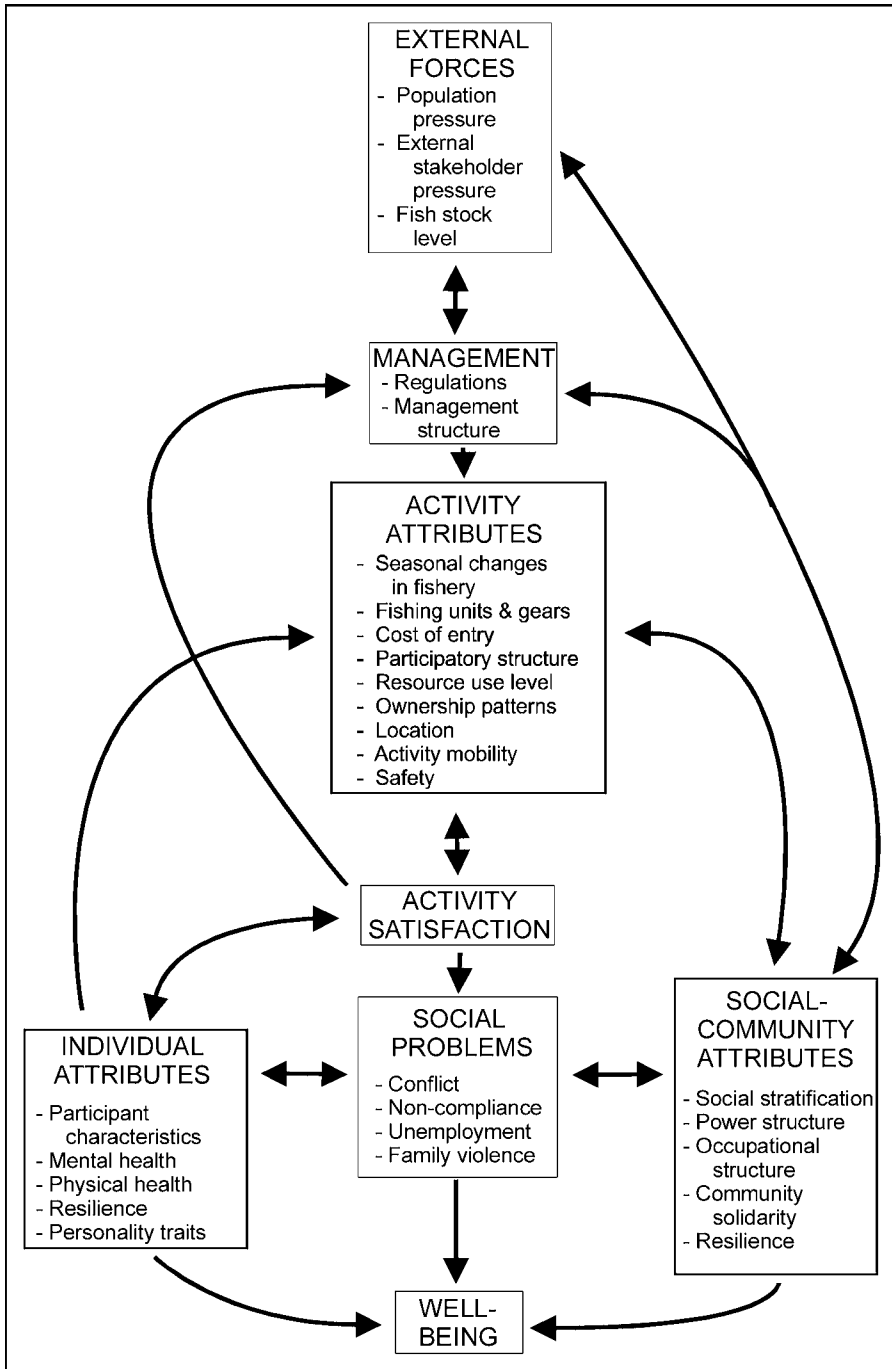 EXTERNAL
FORCES
- Population
pressure
- External
stakeholder
pressure
- Fish stock
level
MANAGEMENT
- Regulations
- Management
structure
ACTIVITY
ATTRIBUTES
- Seasonal changes
in fishery
- Fishing units & gears
- Cost of entry
- Participatory structure
- Resource use level
- Ownership patterns
- Location
- Activity mobility
- Safety
ACTIVITY
SATISFACTION
INDIVIDUAL
ATTRIBUTES
- Participant
characteristics
- Mental health
- Physical health
- Resilience
- Personality traits
SOCIAL
PROBLEMS
- Conflict
- Non-compliance
- Unemployment
- Family violence
SOCIAL-
COMMUNITY
ATTRIBUTES
- Social stratification
- Power structure
- Occupational
structure
- Community
solidarity
- Resilience
WELL-
BEING